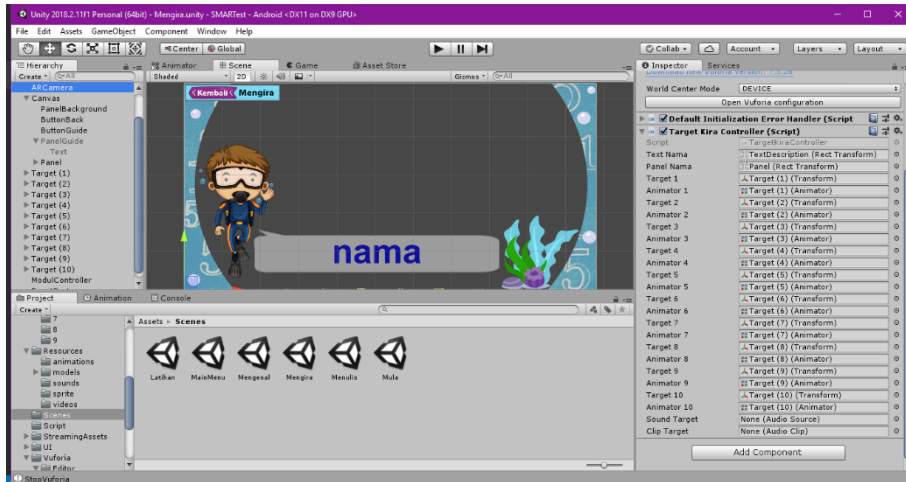 Unity 2018.2.11f1 Personal (64bit) - Mengira.unity - SMARTest - Android <DX11 on DX9 GPU>
File Edit Assets GameObject Component Window Help
Center Global
Collab Account Layers Layout
Hierarchy
Create All
ARCamera
Canvas
PanelBackground
ButtonBack
ButtonGuide
PanelGuide
Text
Panel
Target (1)
Target (2)
Target (3)
Target (4)
Target (5)
Target (6)
Target (7)
Target (8)
Target (9)
Target (10)
ModulController
Animator Scene Game Asset Store
Shaded 2D Gizmos All
Kembali Mengira
nama
Project Animation Console
Create
7
8
9
Resources
animations
models
sounds
sprite
videos
Scenes
Script
StreamingAssets
UI
Vuforia
Editor
Assets Scenes
Latihan MainMenu Mengenal Mengira Menulis Mula
Inspector Services
Download new Vuforia version: 7.5.26
World Center Mode DEVICE
Open Vuforia configuration
Default Initialization Error Handler (Script
Target Kira Controller (Script)
Script TargetKiraController
Text Nama TextDescription (Rect Transform)
Panel Nama Panel (Rect Transform)
Target 1 Target (1) (Transform)
Animator 1 Target (1) (Animator)
Target 2 Target (2) (Transform)
Animator 2 Target (2) (Animator)
Target 3 Target (3) (Transform)
Animator 3 Target (3) (Animator)
Target 4 Target (4) (Transform)
Animator 4 Target (4) (Animator)
Target 5 Target (5) (Transform)
Animator 5 Target (5) (Animator)
Target 6 Target (6) (Transform)
Animator 6 Target (6) (Animator)
Target 7 Target (7) (Transform)
Animator 7 Target (7) (Animator)
Target 8 Target (8) (Transform)
Animator 8 Target (8) (Animator)
Target 9 Target (9) (Transform)
Animator 9 Target (9) (Animator)
Target 10 Target (10) (Transform)
Animator 10 Target (10) (Animator)
Sound Target None (Audio Source)
Clip Target None (Audio Clip)
Add Component
StopVuforia